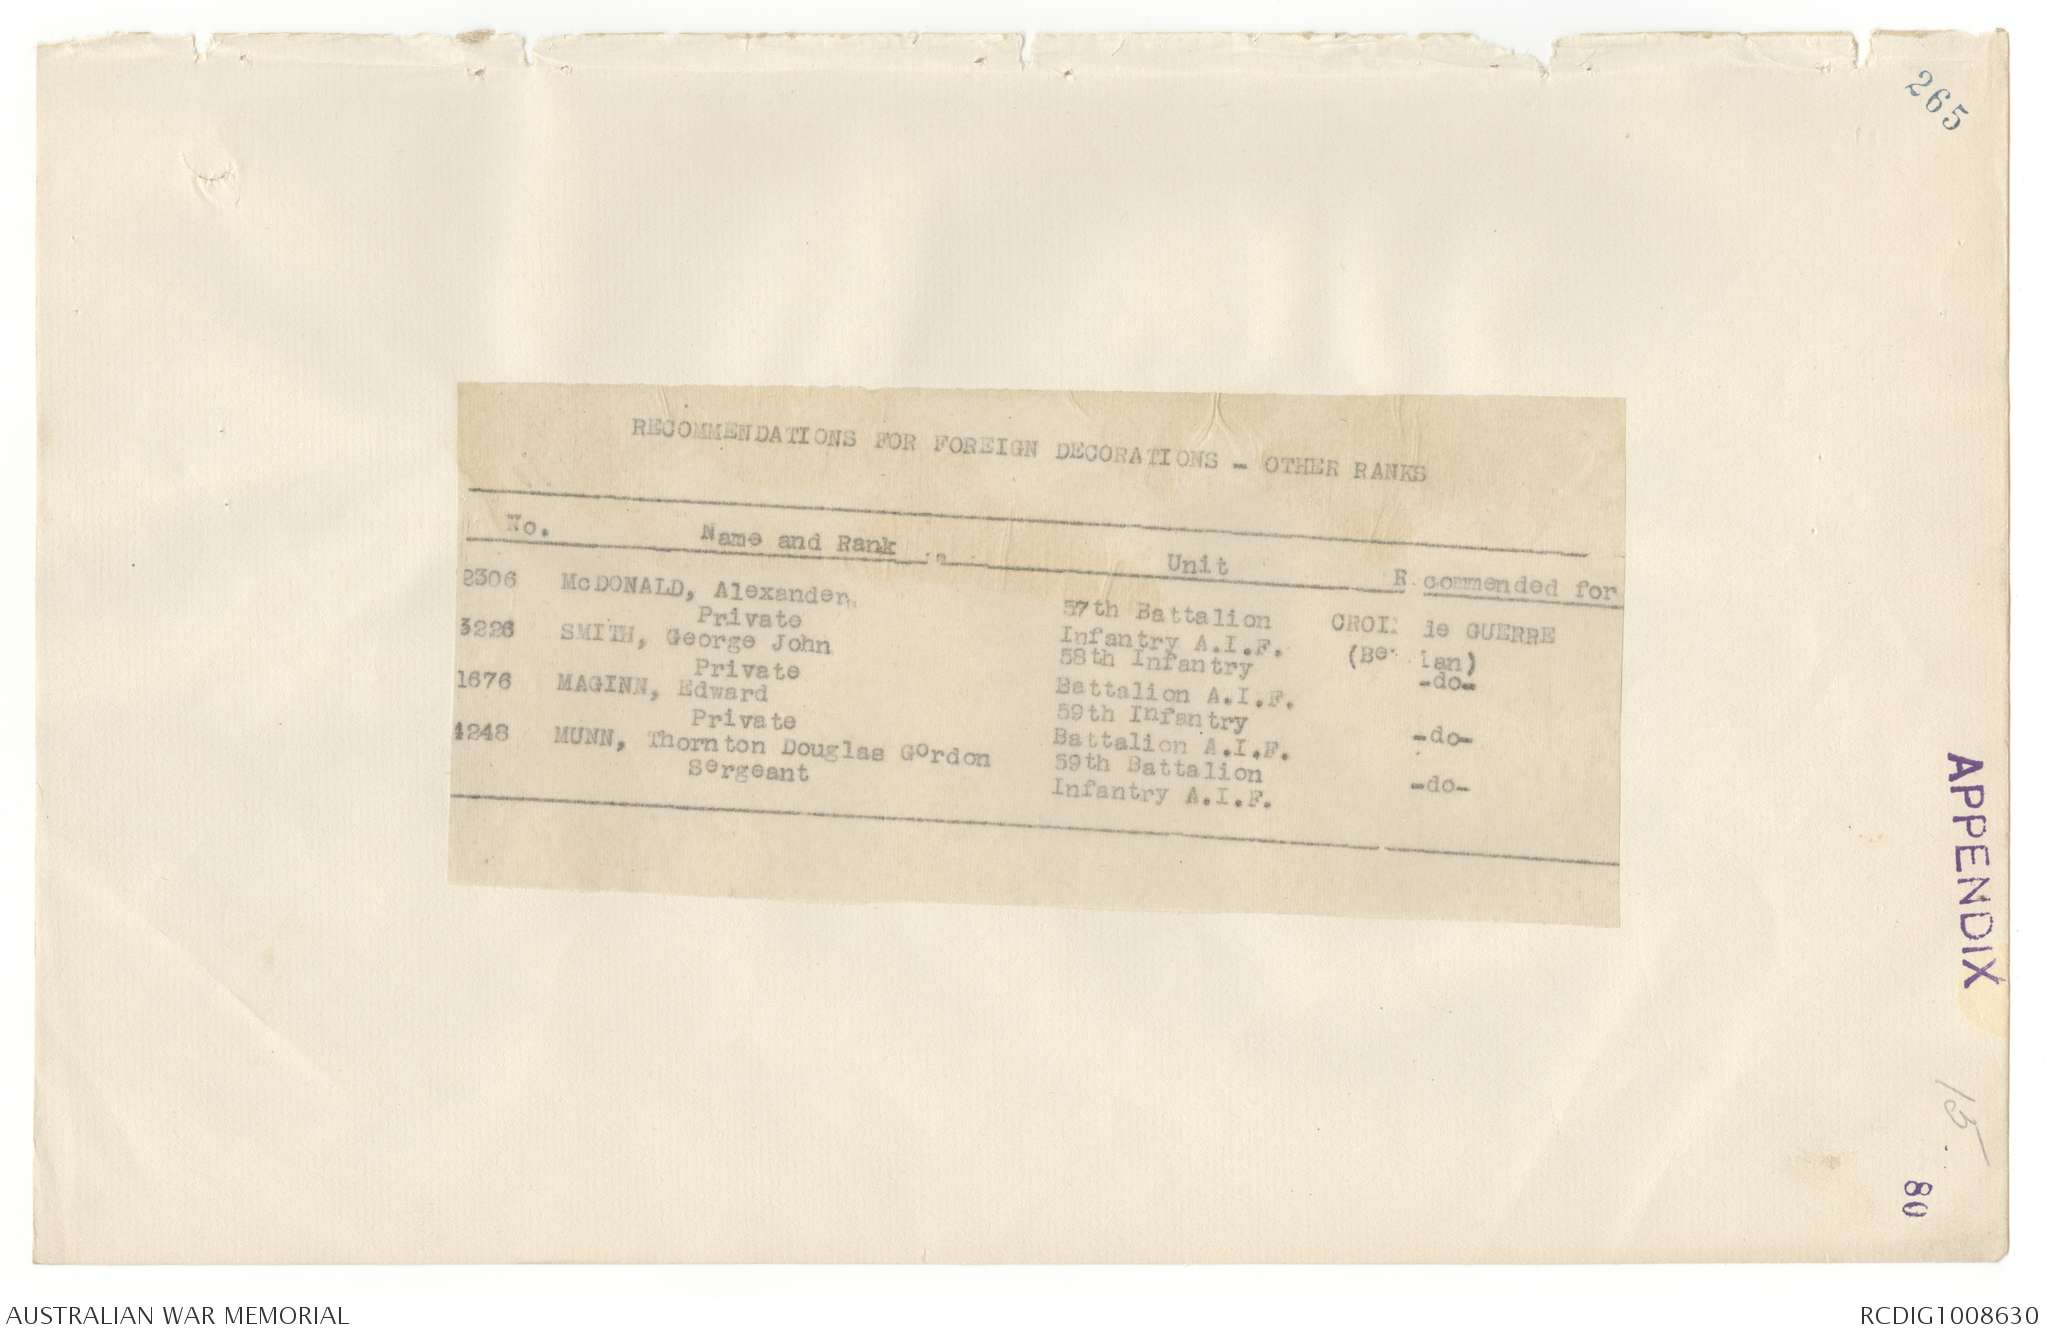 265
RECOMMENDATIONS FOR FOREIGN DECORATIONS - OTHER RANKS
No. Name and Rank Unit R commended for
2306 McDONALD, Alexander, 57th Battalion CROIX de GUERRE
Private Infantry A.I.F. (Be ian)
3226 SMITH, George John 58th Infantry -do-
Private Battalion A.I.F.
1676 MAGINN, Edward 59th Infantry -do-
Private Battalion A.I.F.
4248 MUNN, Thornton Douglas Gordon 59th Battalion -do-
Sergeant Infantry A.I.F.
APPENDIX
15
80
AUSTRALIAN WAR MEMORIAL
RCDIG1008630